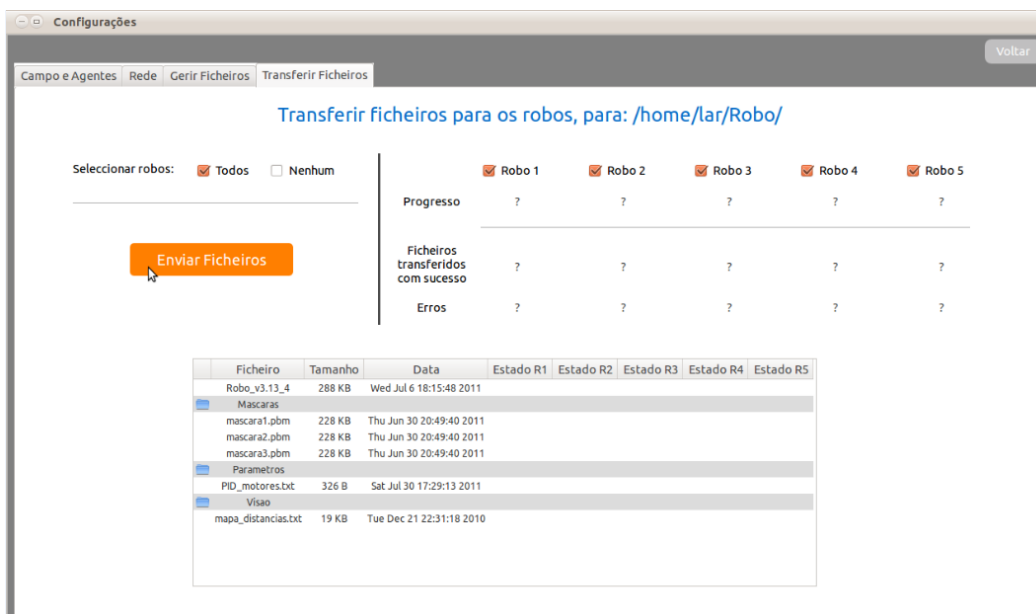 Configurações
Voltar
Campo e Agentes Rede Gerir Ficheiros Transferir Ficheiros
Transferir ficheiros para os robos, para: /home/lar/Robo/
Seleccionar robos: Todos Nenhum
Robo 1 Robo 2 Robo 3 Robo 4 Robo 5
Progresso ? ? ? ? ?
Enviar Ficheiros
Ficheiros
transferidos ? ? ? ? ?
com sucesso
Erros ? ? ? ? ?
Ficheiro Tamanho Data Estado R1 Estado R2 Estado R3 Estado R4 Estado R5
Robo_v3.13_4 288 KB Wed Jul 6 18:15:48 2011
Mascaras
mascara1.pbm 228 KB Thu Jun 30 20:49:40 2011
mascara2.pbm 228 KB Thu Jun 30 20:49:40 2011
mascara3.pbm 228 KB Thu Jun 30 20:49:40 2011
Parametros
PID_motores.txt 326 B Sat Jul 30 17:29:13 2011
Visao
mapa_distancias.txt 19 KB Tue Dec 21 22:31:18 2010